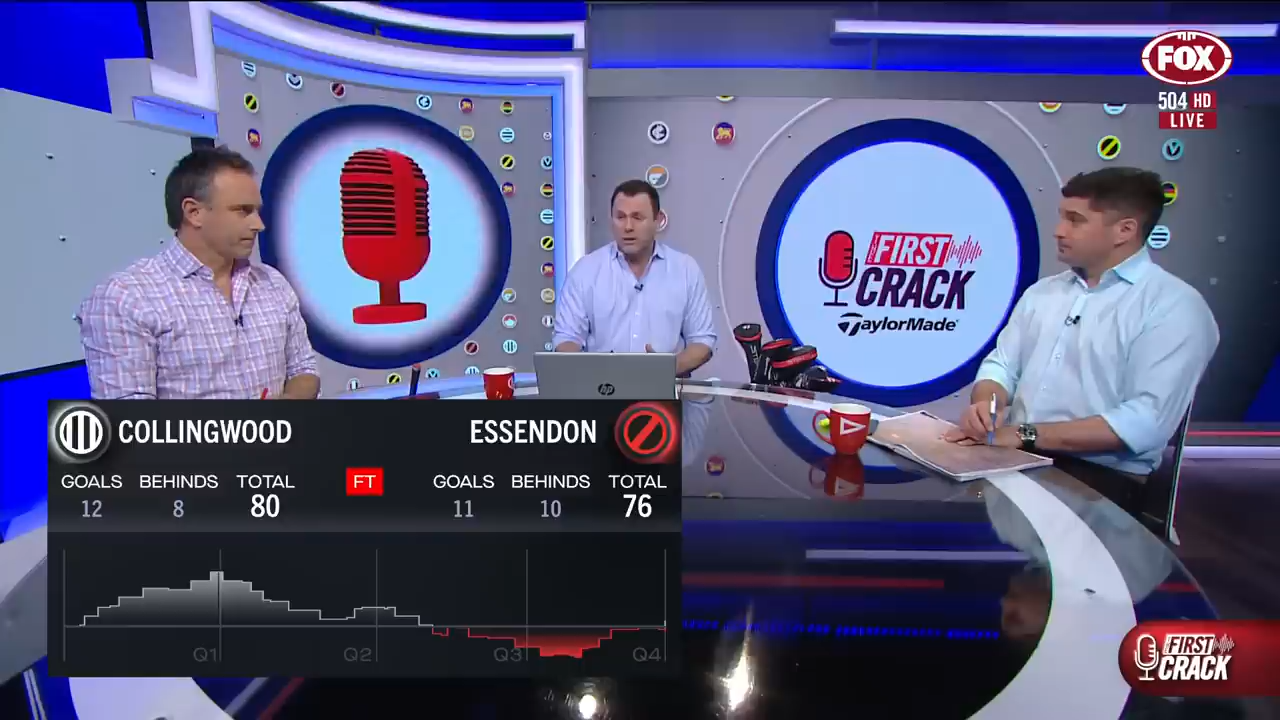 FOX
504 HD
LIVE
FIRST
CRACK
TaylorMade
hp
COLLINGWOOD
ESSENDON
GOALS BEHINDS TOTAL FT GOALS BEHINDS TOTAL
12 8 80 11 10 76
Q1 Q2 Q3 Q4
FIRST
CRACK